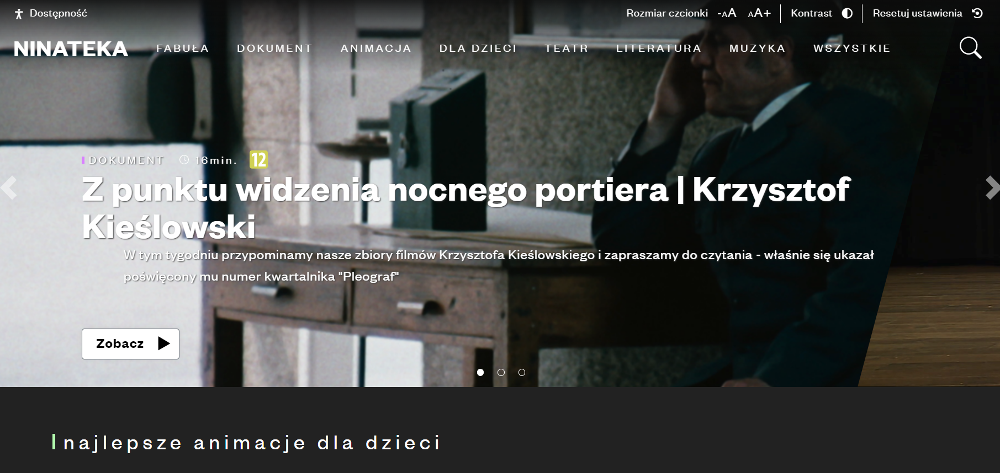 Dostępność
Rozmiar czcionki -AA AA+ Kontrast Resetuj ustawienia
NINATEKA FABUŁA DOKUMENT ANIMACJA DLA DZIECI TEATR LITERATURA MUZYKA WSZYSTKIE
DOKUMENT 16min. 12
Z punktu widzenia nocnego portiera | Krzysztof
Kieślowski
W tym tygodniu przypominamy nasze zbiory filmów Krzysztofa Kieślowskiego i zapraszamy do czytania - właśnie się ukazał
poświęcony mu numer kwartalnika "Pleograf"
Zobacz
najlepsze animacje dla dzieci